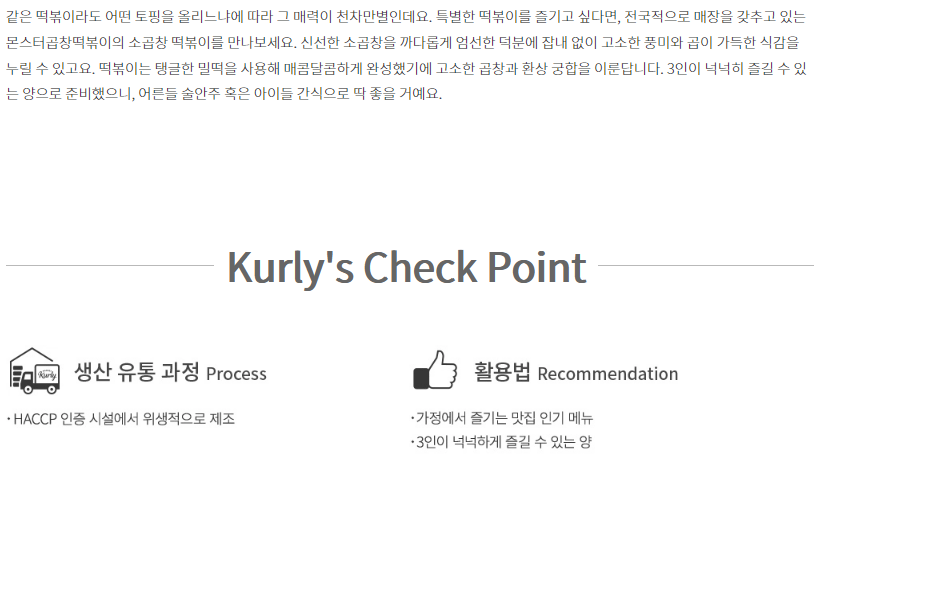 같은 떡볶이라도 어떤 토핑을 올리느냐에 따라 그 매력이 천차만별인데요. 특별한 떡볶이를 즐기고 싶다면, 전국적으로 매장을 갖추고 있는
몬스터곱창떡볶이의 소곱창 떡볶이를 만나보세요. 신선한 소곱창을 까다롭게 엄선한 덕분에 잡내 없이 고소한 풍미와 곱이 가득한 식감을
누릴 수 있고요. 떡볶이는 탱글한 밀떡을 사용해 매콤달콤하게 완성했기에 고소한 곱창과 환상 궁합을 이룬답니다. 3인이 넉넉히 즐길 수 있
는 양으로 준비했으니, 어른들 술안주 혹은 아이들 간식으로 딱 좋을 거예요.
Kurly's Check Point
Kurly
생산 유통 과정 Process
· HACCP 인증 시설에서 위생적으로 제조
활용법 Recommendation
· 가정에서 즐기는 맛집 인기 메뉴
· 3인이 넉넉하게 즐길 수 있는 양